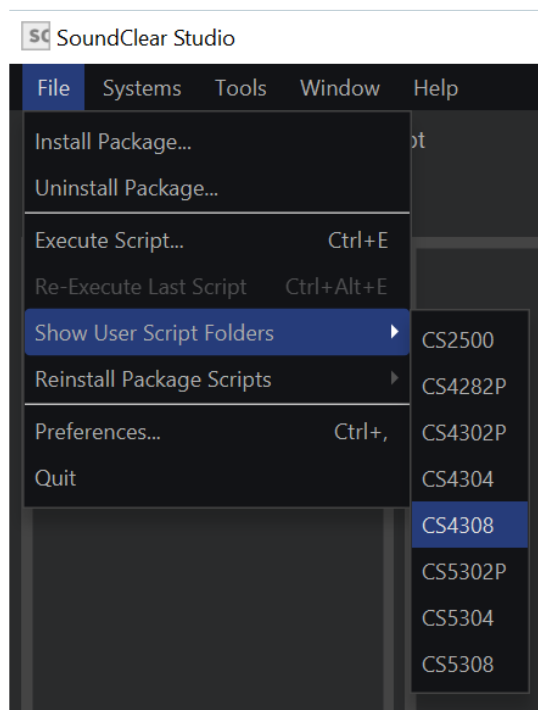 SC SoundClear Studio
File Systems Tools Window Help
Install Package...
Uninstall Package...
Execute Script... Ctrl+E
Re-Execute Last Script Ctrl+Alt+E
Show User Script Folders
Reinstall Package Scripts
Preferences... Ctrl+,
Quit
pt
CS2500
CS4282P
CS4302P
CS4304
CS4308
CS5302P
CS5304
CS5308